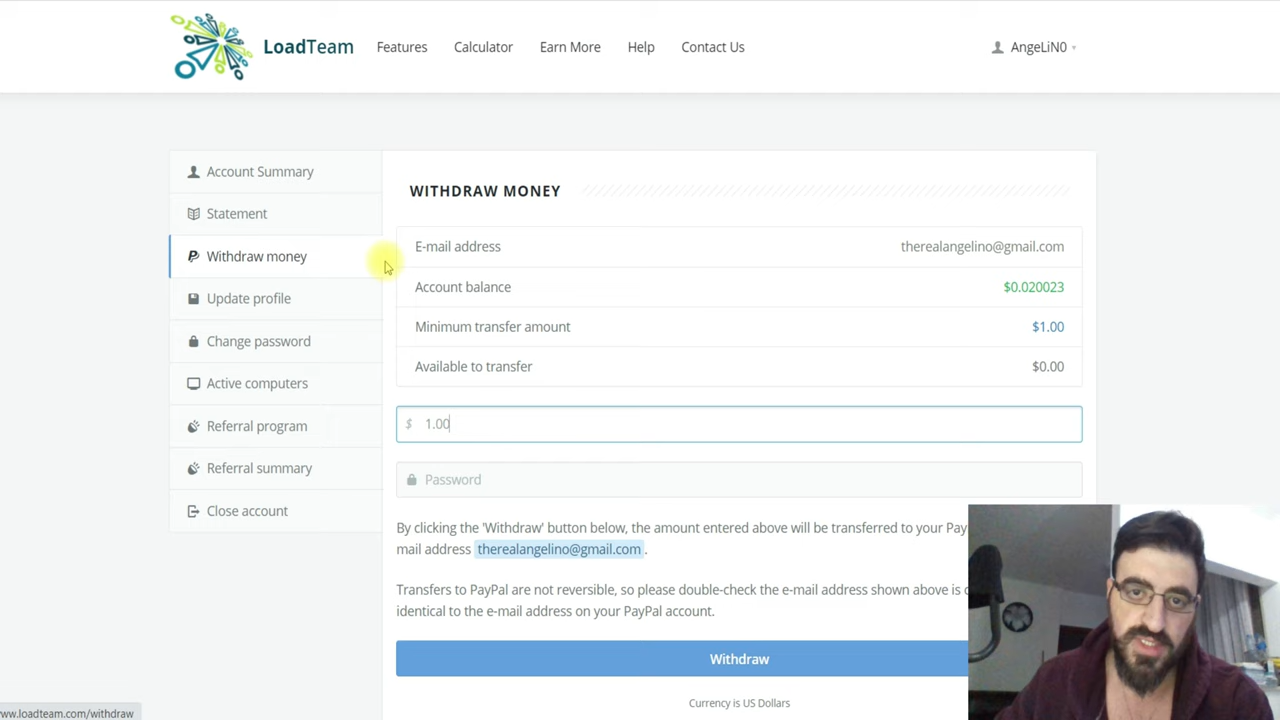 LoadTeam Features Calculator Earn More Help Contact Us AngeLiN0
Account Summary
Statement
Withdraw money
Update profile
Change password
Active computers
Referral program
Referral summary
Close account
WITHDRAW MONEY
E-mail address therealangelino@gmail.com
Account balance $0.020023
Minimum transfer amount $1.00
Available to transfer $0.00
$ 1.00
Password
By clicking the 'Withdraw' button below, the amount entered above will be transferred to your Pay
mail address therealangelino@gmail.com.
Transfers to PayPal are not reversible, so please double-check the e-mail address shown above is
identical to the e-mail address on your PayPal account.
Withdraw
Currency is US Dollars
www.loadteam.com/withdraw